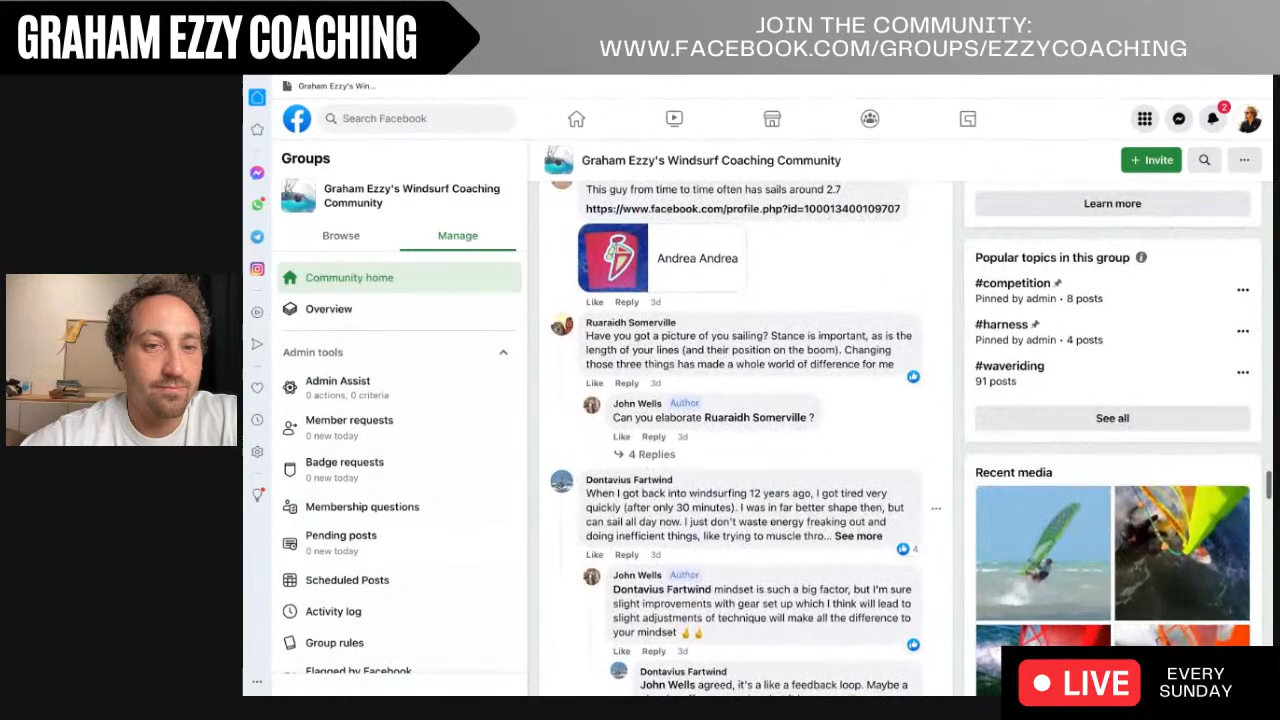 GRAHAM EZZY COACHING
JOIN THE COMMUNITY:
WWW.FACEBOOK.COM/GROUPS/EZZYCOACHING
Graham Ezzy's Win...
Search Facebook
2
Groups
Graham Ezzy's Windsurf Coaching
Community
Browse
Manage
Community home
Overview
Admin tools
Admin Assist
0 actions, 0 criteria
Member requests
0 new today
Badge requests
0 new today
Membership questions
Pending posts
0 new today
Scheduled Posts
Activity log
Group rules
Flagged by Facebook
Graham Ezzy's Windsurf Coaching Community
+ Invite
This guy from time to time often has sails around 2.7
https://www.facebook.com/profile.php?id=100013400109707
Andrea Andrea
Like Reply 3d
Ruaraidh Somerville
Have you got a picture of you sailing? Stance is important, as is the
length of your lines (and their position on the boom). Changing
those three things has made a whole world of difference for me
Like Reply 3d
John Wells Author
Can you elaborate Ruaraidh Somerville ?
Like Reply 3d
4 Replies
Dontavius Fartwind
When I got back into windsurfing 12 years ago, I got tired very
quickly (after only 30 minutes). I was in far better shape then, but
can sail all day now. I just don't waste energy freaking out and
doing inefficient things, like trying to muscle thro... See more
Like Reply 3d
4
John Wells Author
Dontavius Fartwind mindset is such a big factor, but I'm sure
slight improvements with gear set up which I think will lead to
slight adjustments of technique will make all the difference to
your mindset 🤞🤞
Like Reply 3d
Dontavius Fartwind
John Wells agreed, it's a like a feedback loop. Maybe a
Learn more
Popular topics in this group
#competition
Pinned by admin · 8 posts
#harness
Pinned by admin · 4 posts
#waveriding
91 posts
See all
Recent media
LIVE
EVERY
SUNDAY